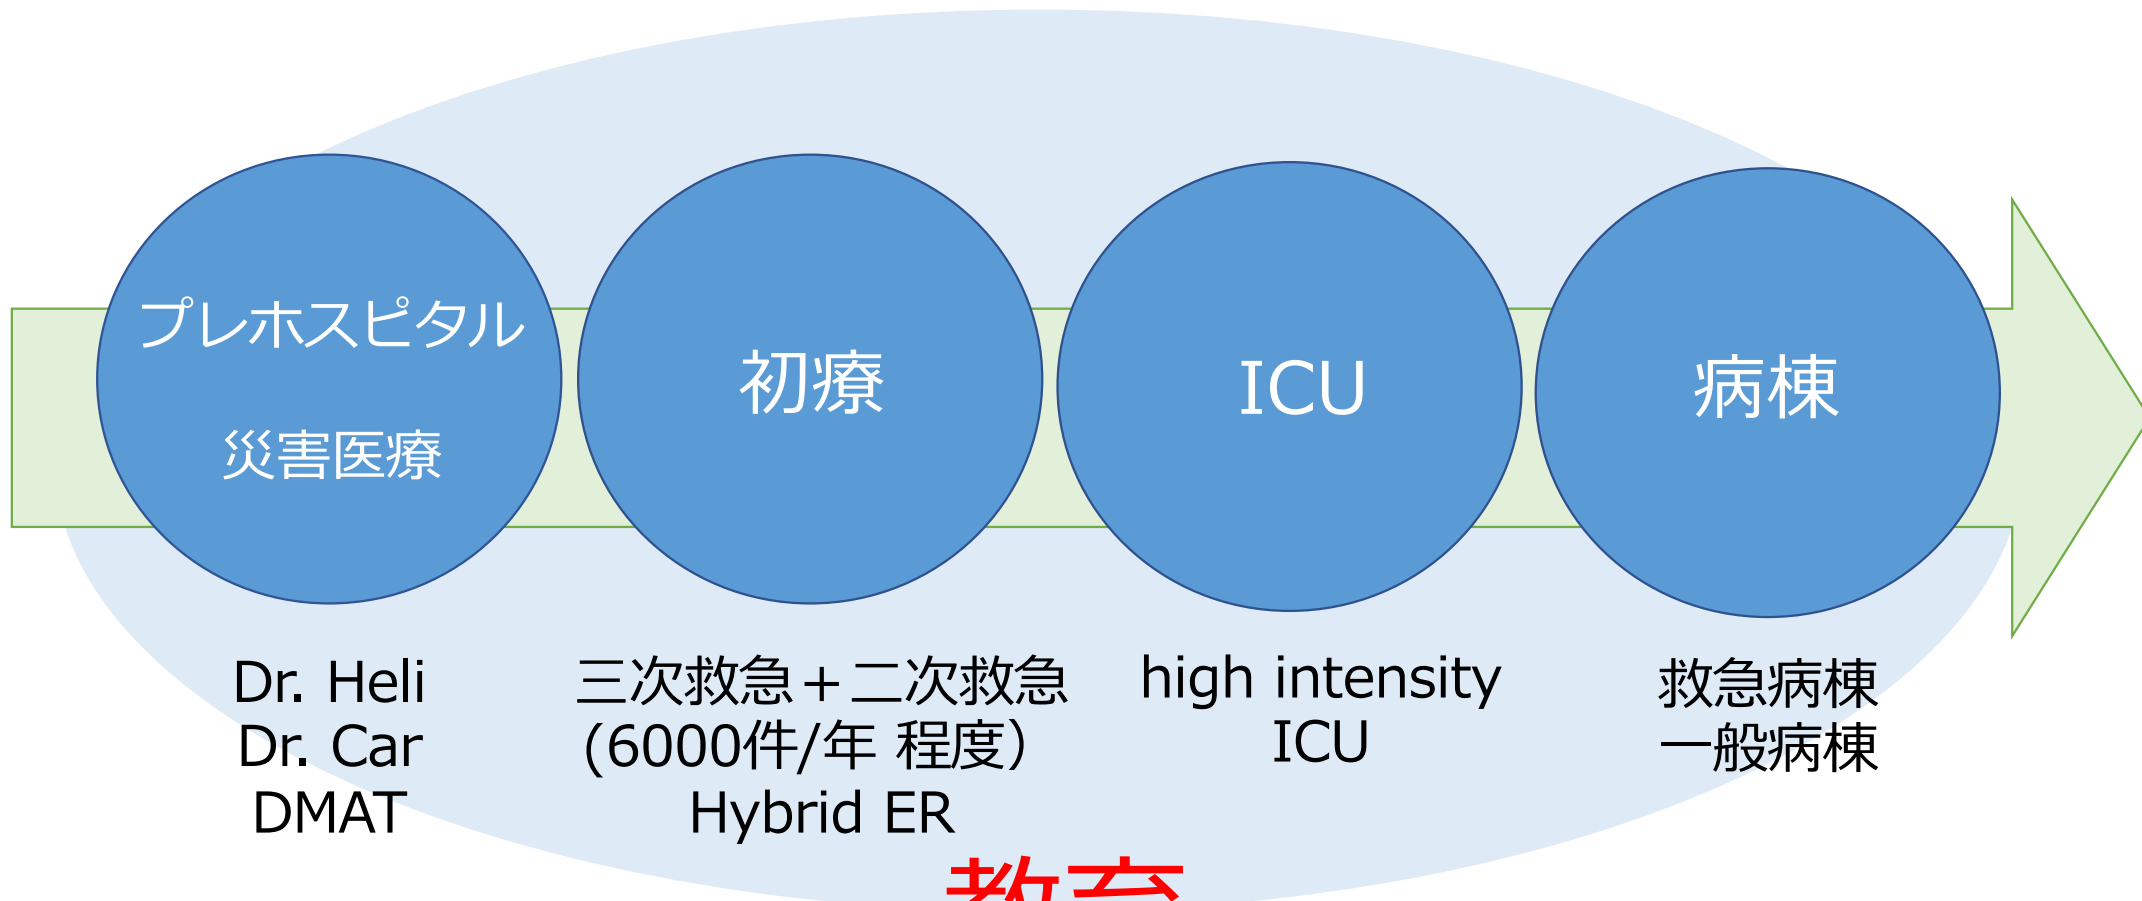 プレホスピタル
災害医療
初療
ICU
病棟
Dr. Heli
Dr. Car
DMAT
三次救急＋二次救急
(6000件/年 程度）
Hybrid ER
high intensity
ICU
救急病棟
一般病棟
教育